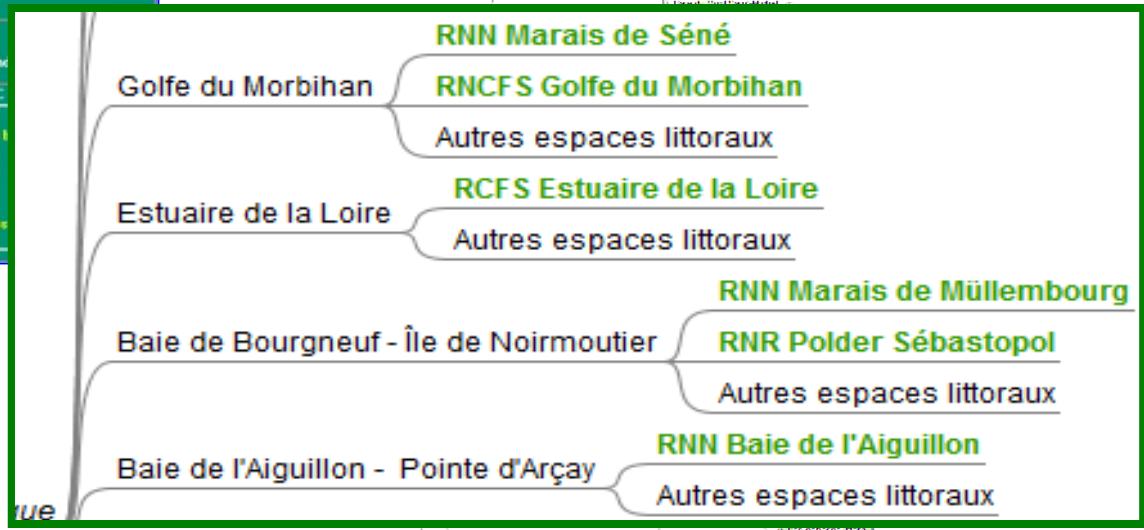 RNN Marais de Séné
Golfe du Morbihan
RNCFS Golfe du Morbihan
Autres espaces littoraux
RCFS Estuaire de la Loire
Estuaire de la Loire
Autres espaces littoraux
RNN Marais de Müllembourg
Baie de Bourgneuf - Île de Noirmoutier
RNR Polder Sébastopol
Autres espaces littoraux
RNN Baie de l'Aiguillon
Baie de l'Aiguillon - Pointe d'Arçay
Autres espaces littoraux